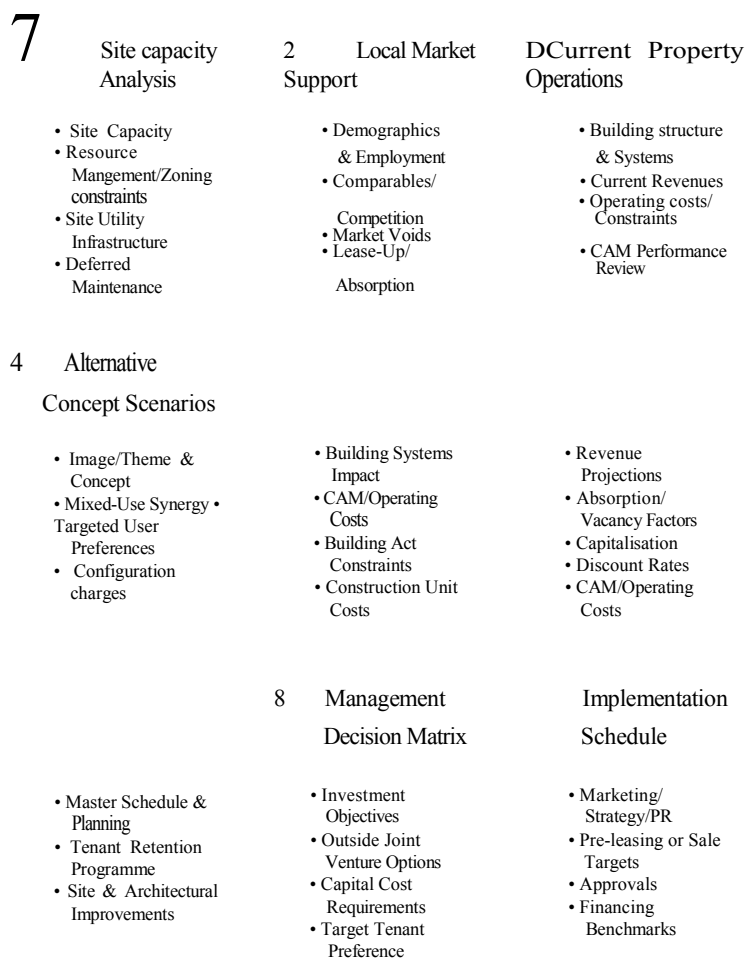 7 Site capacity
Analysis
• Site Capacity
• Resource
Mangement/Zoning
constraints
• Site Utility
Infrastructure
• Deferred
Maintenance
2 Local Market
Support
• Demographics
& Employment
• Comparables/
Competition
• Market Voids
• Lease-Up/
Absorption
DCurrent Property
Operations
• Building structure
& Systems
• Current Revenues
• Operating costs/
Constraints
• CAM Performance
Review
4 Alternative
Concept Scenarios
• Image/Theme &
Concept
• Mixed-Use Synergy •
Targeted User
Preferences
• Configuration
charges
• Building Systems
Impact
• CAM/Operating
Costs
• Building Act
Constraints
• Construction Unit
Costs
• Revenue
Projections
• Absorption/
Vacancy Factors
• Capitalisation
• Discount Rates
• CAM/Operating
Costs
• Master Schedule &
Planning
• Tenant Retention
Programme
• Site & Architectural
Improvements
8 Management
Decision Matrix
• Investment
Objectives
• Outside Joint
Venture Options
• Capital Cost
Requirements
• Target Tenant
Preference
Implementation
Schedule
• Marketing/
Strategy/PR
• Pre-leasing or Sale
Targets
• Approvals
• Financing
Benchmarks